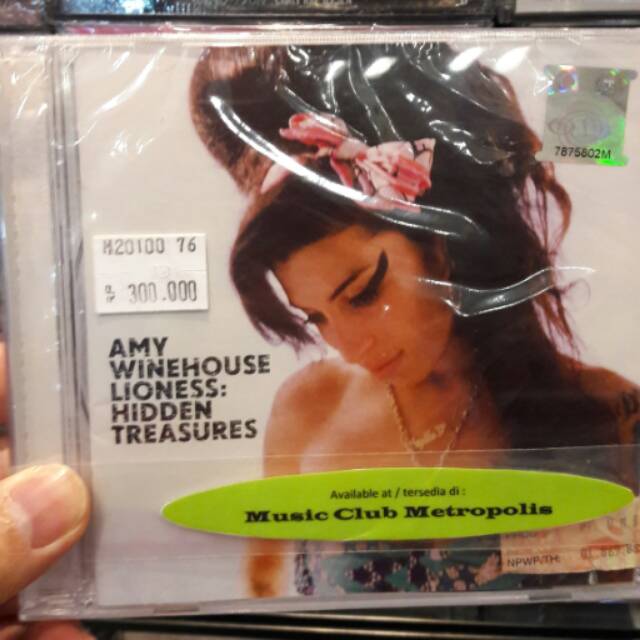 7875602M
M20100 76
300.000
AMY
WINEHOUSE
LIONESS:
HIDDEN
TREASURES
Available at / tersedia di :
Music Club Metropolis
NPWP/TH: